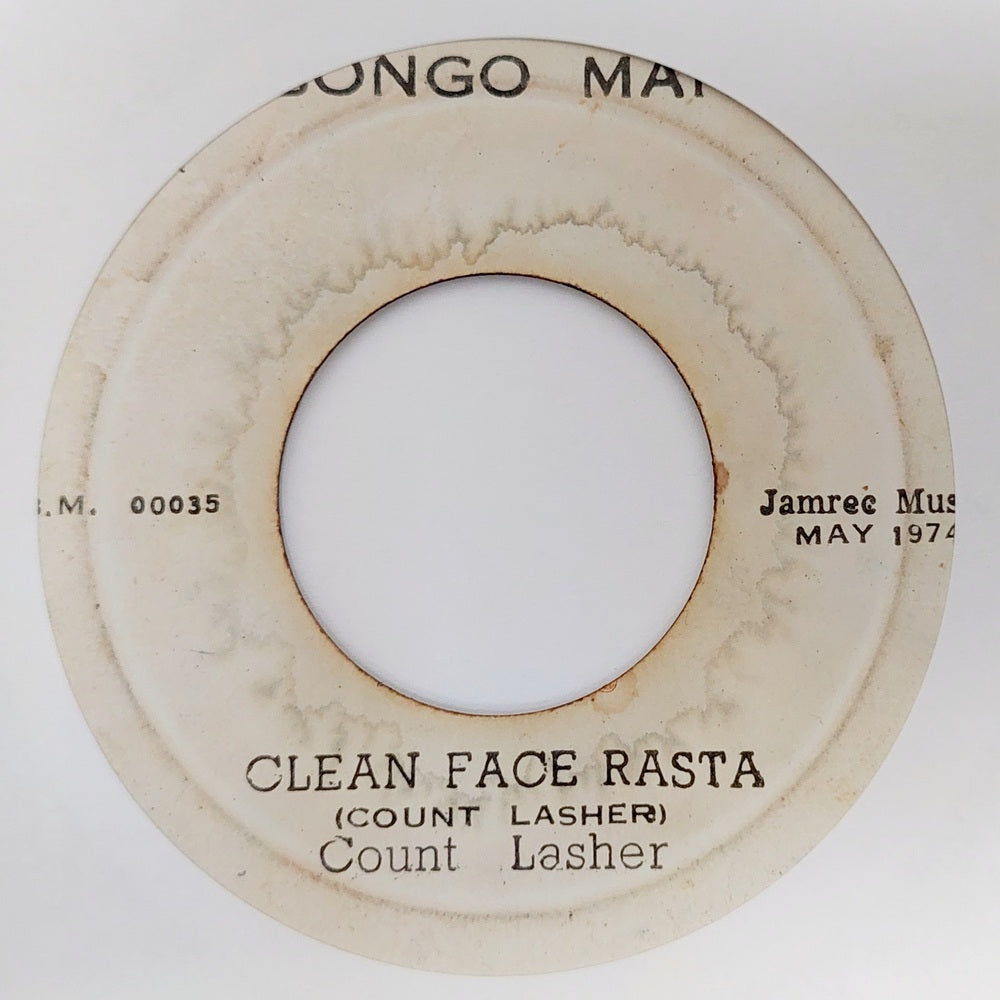 ONGO MA
.M. 00035
Jamrec Mus
MAY 1974
CLEAN FACE RASTA
(COUNT LASHER)
Count Lasher